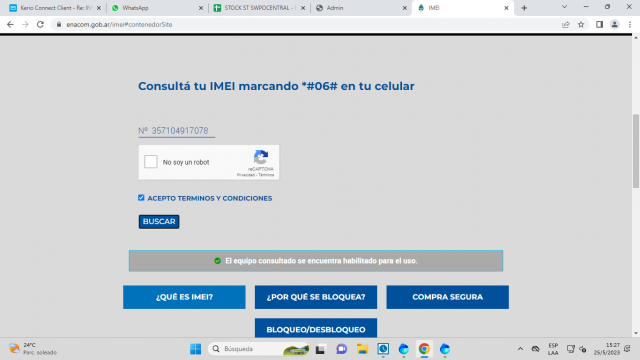 Kerio Connect Client - Re: INV
WhatsApp
STOCK ST SWPOCENTRAL -
Admin
IMEI
enacom.gob.ar/imei#contenedorSite
Consultá tu IMEI marcando *#06# en tu celular
Nº 357104917078
No soy un robot
reCAPTCHA
Privacidad - Términos
ACEPTO TERMINOS Y CONDICIONES
BUSCAR
El equipo consultado se encuentra habilitado para el uso.
¿QUÉ ES IMEI?
¿POR QUÉ SE BLOQUEA?
COMPRA SEGURA
BLOQUEO/DESBLOQUEO
24°C
Parc. soleado
Búsqueda
ESP
LAA
15:27
25/5/2023